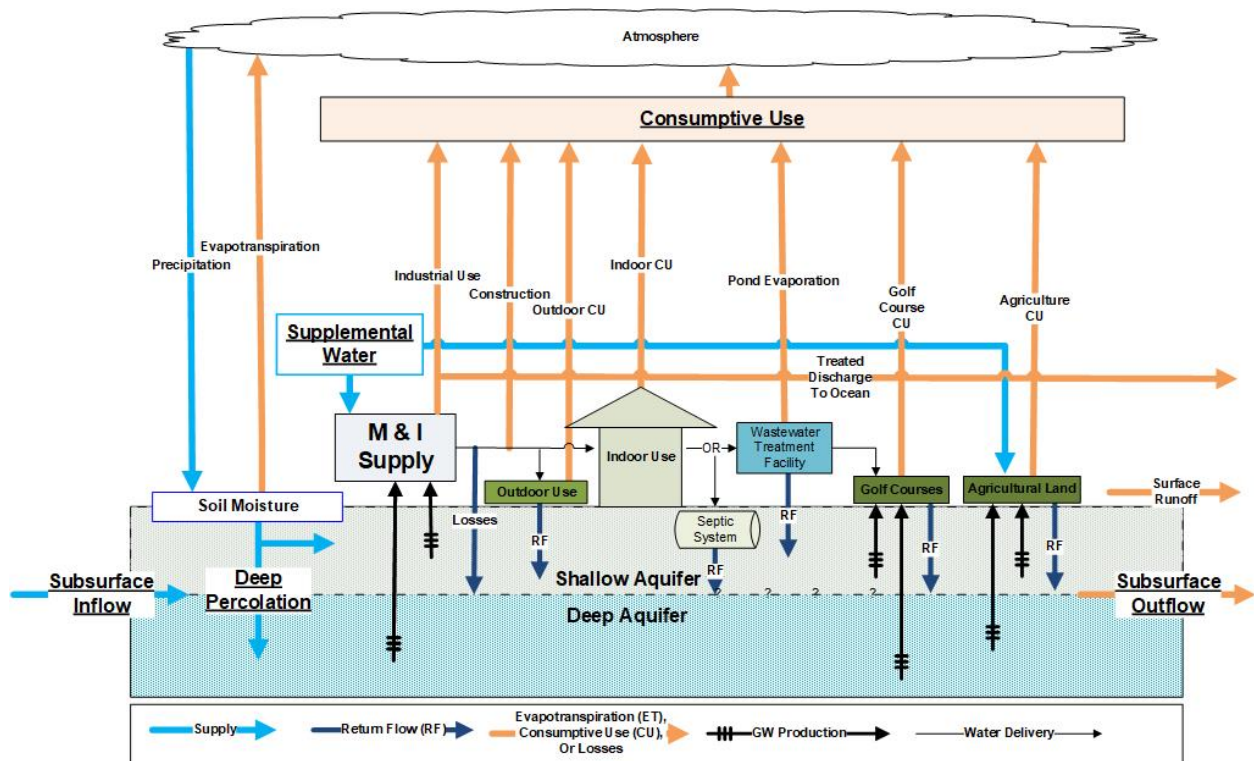 Atmosphere
Consumptive Use
Evapotranspiration
Precipitation
Industrial Use
Construction
Outdoor CU
Indoor CU
Pond Evaporation
Golf
Course
CU
Agriculture
CU
Supplemental
Water
Treated
Discharge
To Ocean
M & I
Supply
Indoor Use
OR
Wastewater
Treatment
Facility
Soil Moisture
Outdoor Use
Golf Courses
Agricultural Land
Surface
Runoff
Losses
RF
Septic
System
RF
RF
RF
RF
Shallow Aquifer
Subsurface
Inflow
Deep
Percolation
Subsurface
Outflow
? ? ? ?
Deep Aquifer
Supply
Return Flow (RF)
Evapotranspiration (ET),
Consumptive Use (CU),
Or Losses
GW Production
Water Delivery